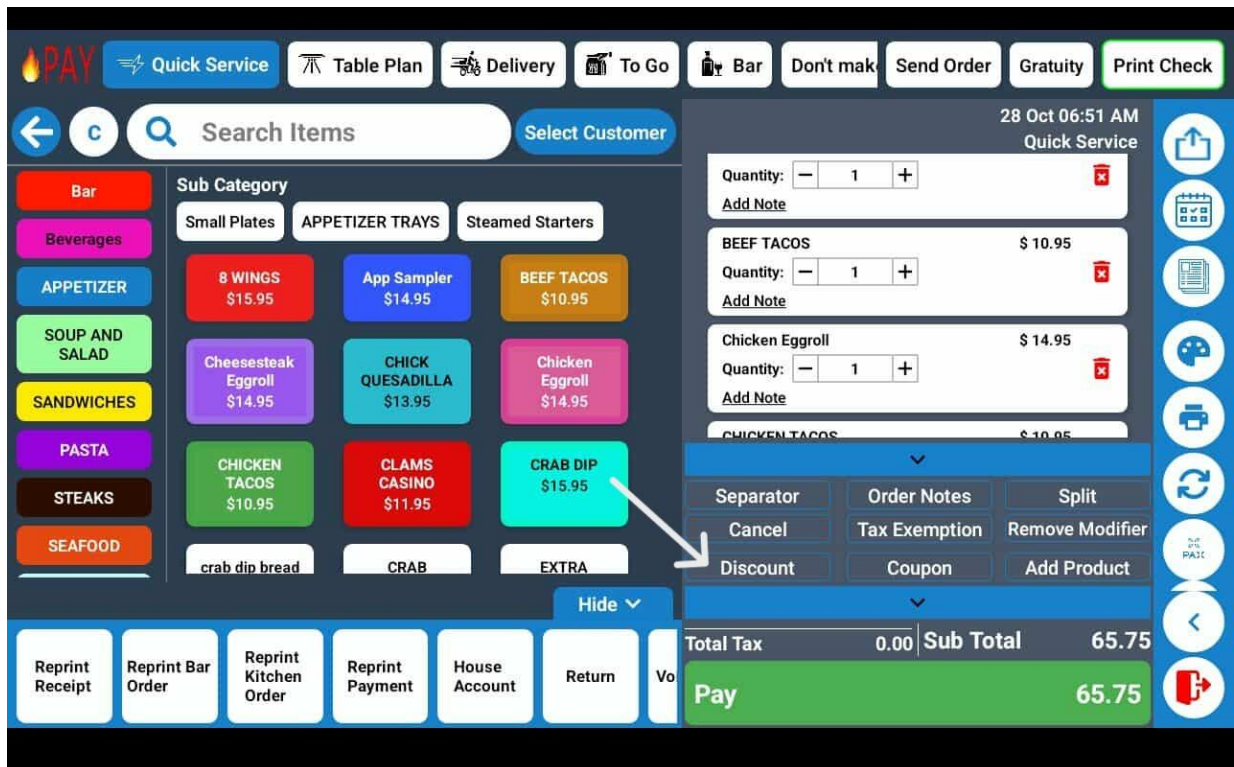 PAY
Quick Service
Table Plan
Delivery
To Go
Bar
Don't mak
Send Order
Gratuity
Print Check
C
Search Items
Select Customer
28 Oct 06:51 AM
Quick Service
Bar
Beverages
APPETIZER
SOUP AND
SALAD
SANDWICHES
PASTA
STEAKS
SEAFOOD
Sub Category
Small Plates
APPETIZER TRAYS
Steamed Starters
8 WINGS
$15.95
App Sampler
$14.95
BEEF TACOS
$10.95
Cheesesteak
Eggroll
$14.95
CHICK
QUESADILLA
$13.95
Chicken
Eggroll
$14.95
CHICKEN
TACOS
$10.95
CLAMS
CASINO
$11.95
CRAB DIP
$15.95
crab dip bread
CRAB
EXTRA
Hide
Reprint
Receipt
Reprint Bar
Order
Reprint
Kitchen
Order
Reprint
Payment
House
Account
Return
Vo
Quantity: − 1 +
Add Note
BEEF TACOS $ 10.95
Quantity: − 1 +
Add Note
Chicken Eggroll $ 14.95
Quantity: − 1 +
Add Note
CHICKEN TACOS $ 10.95
Separator
Order Notes
Split
Cancel
Tax Exemption
Remove Modifier
Discount
Coupon
Add Product
Total Tax 0.00
Sub Total 65.75
Pay 65.75
PAX